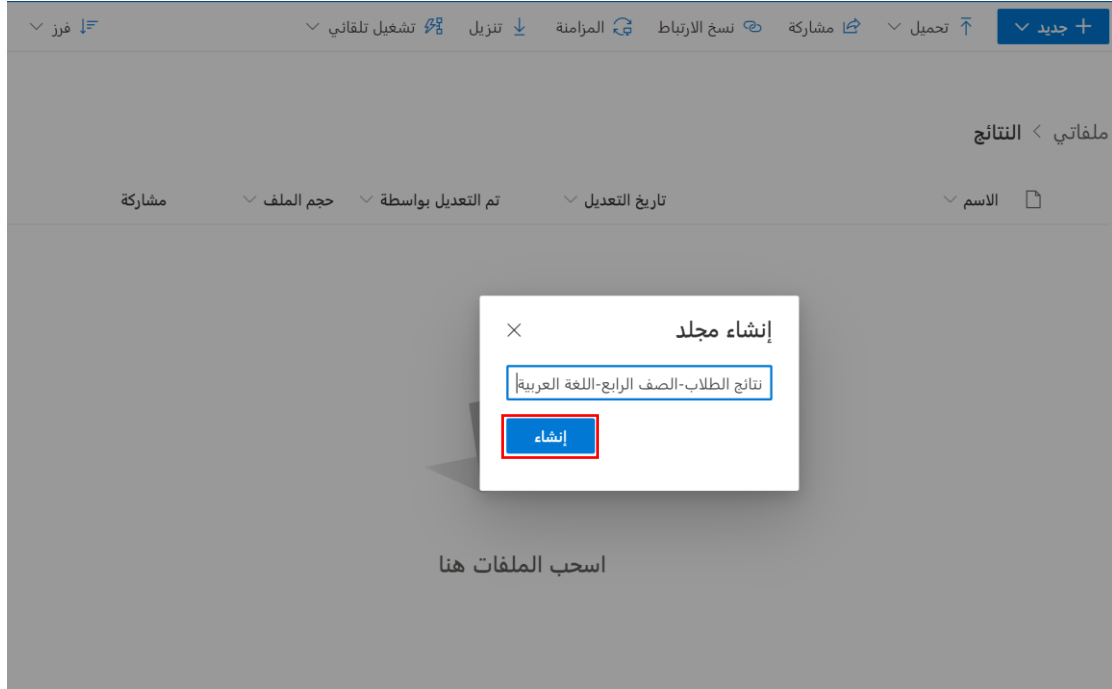 جديد تحميل مشاركة نسخ الارتباط المزامنة تنزيل تشغيل تلقائي فرز
ملفاتي > النتائج
الاسم تاريخ التعديل تم التعديل بواسطة حجم الملف مشاركة
إنشاء مجلد
نتائج الطلاب-الصف الرابع-اللغة العربية
إنشاء
اسحب الملفات هنا